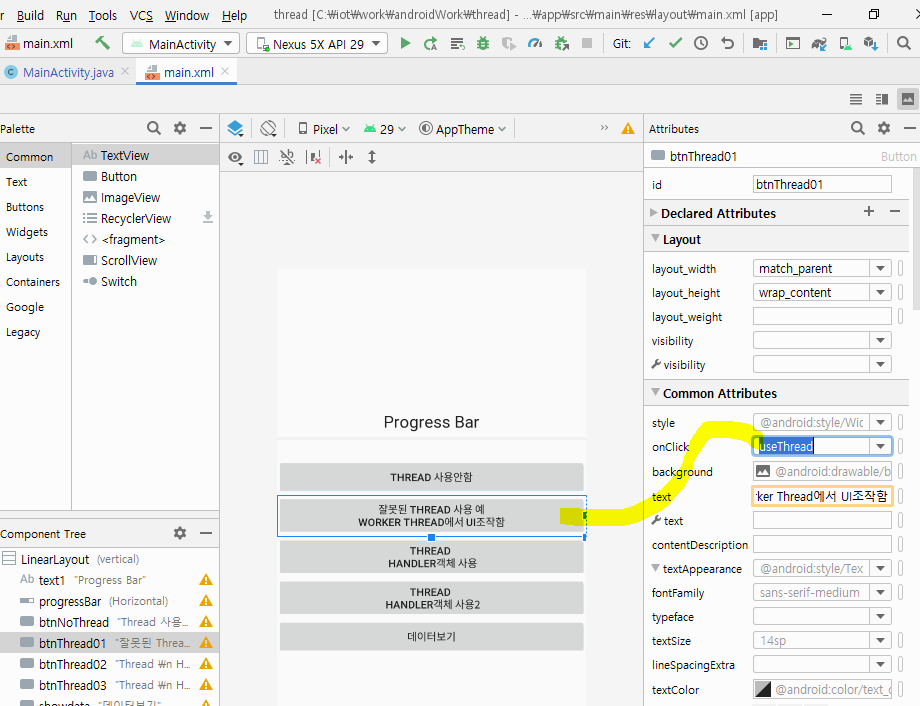 Build Run Tools VCS Window Help thread [C:₩iot₩work₩androidWork₩thread] - ...₩app₩src₩main₩res₩layout₩main.xml [app]
main.xml MainActivity Nexus 5X API 29 Git:
MainActivity.java main.xml
Palette
Common
Text
Buttons
Widgets
Layouts
Containers
Google
Legacy
Ab TextView
Button
ImageView
RecyclerView
<> <fragment>
ScrollView
Switch
Pixel 29 AppTheme
Progress Bar
THREAD 사용안함
잘못된 THREAD 사용 예
WORKER THREAD에서 UI조작함
THREAD
HANDLER객체 사용
THREAD
HANDLER객체 사용2
데이터보기
Component Tree
LinearLayout (vertical)
Ab text1 "Progress Bar"
progressBar (Horizontal)
btnNoThread "Thread 사용...
btnThread01 "잘못된 Threa...
btnThread02 "Thread ₩n H...
btnThread03 "Thread ₩n H...
showdata "데이터보기"
Attributes
btnThread01 Button
id btnThread01
Declared Attributes
Layout
layout_width match_parent
layout_height wrap_content
layout_weight
visibility
visibility
Common Attributes
style @android:style/Wid
onClick useThread
background @android:drawable/b
text rker Thread에서 UI조작함
text
contentDescription
textAppearance @android:style/Tex
fontFamily sans-serif-medium
typeface
textSize 14sp
lineSpacingExtra
textColor @android:color/text_c